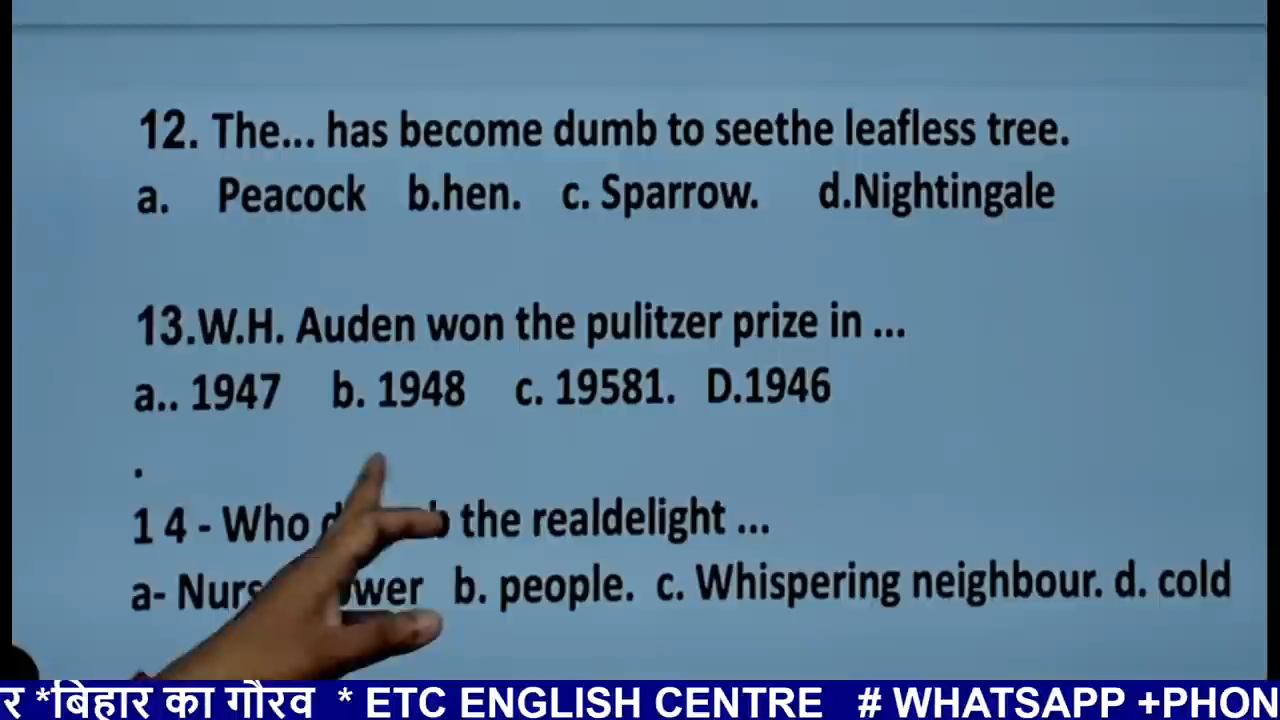 12. The... has become dumb to seethe leafless tree.
a. Peacock b.hen. c. Sparrow. d.Nightingale
13.W.H. Auden won the pulitzer prize in ...
a.. 1947 b. 1948 c. 19581. D.1946
.
1 4 - Who the realdelight ...
a- b. people. c. Whispering neighbour. d. cold
र *बिहार का गौरव * ETC ENGLISH CENTRE # WHATSAPP +PHON